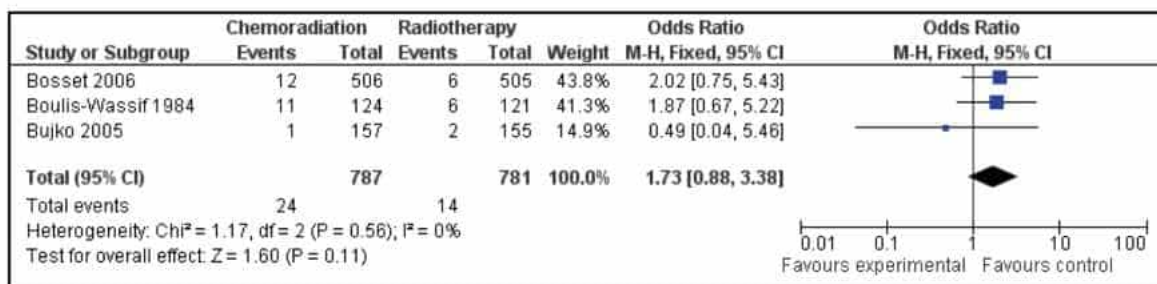 Chemoradiation Radiotherapy Odds Ratio Odds Ratio
Study or Subgroup Events Total Events Total Weight M-H, Fixed, 95% CI M-H, Fixed, 95% CI
Bosset 2006 12 506 6 505 43.8% 2.02 [0.75, 5.43]
Boulis-Wassif 1984 11 124 6 121 41.3% 1.87 [0.67, 5.22]
Bujko 2005 1 157 2 155 14.9% 0.49 [0.04, 5.46]
Total (95% CI) 787 781 100.0% 1.73 [0.88, 3.38]
Total events 24 14
Heterogeneity: Chi² = 1.17, df = 2 (P = 0.56); I² = 0%
Test for overall effect: Z = 1.60 (P = 0.11)
0.01 0.1 1 10 100
Favours experimental Favours control